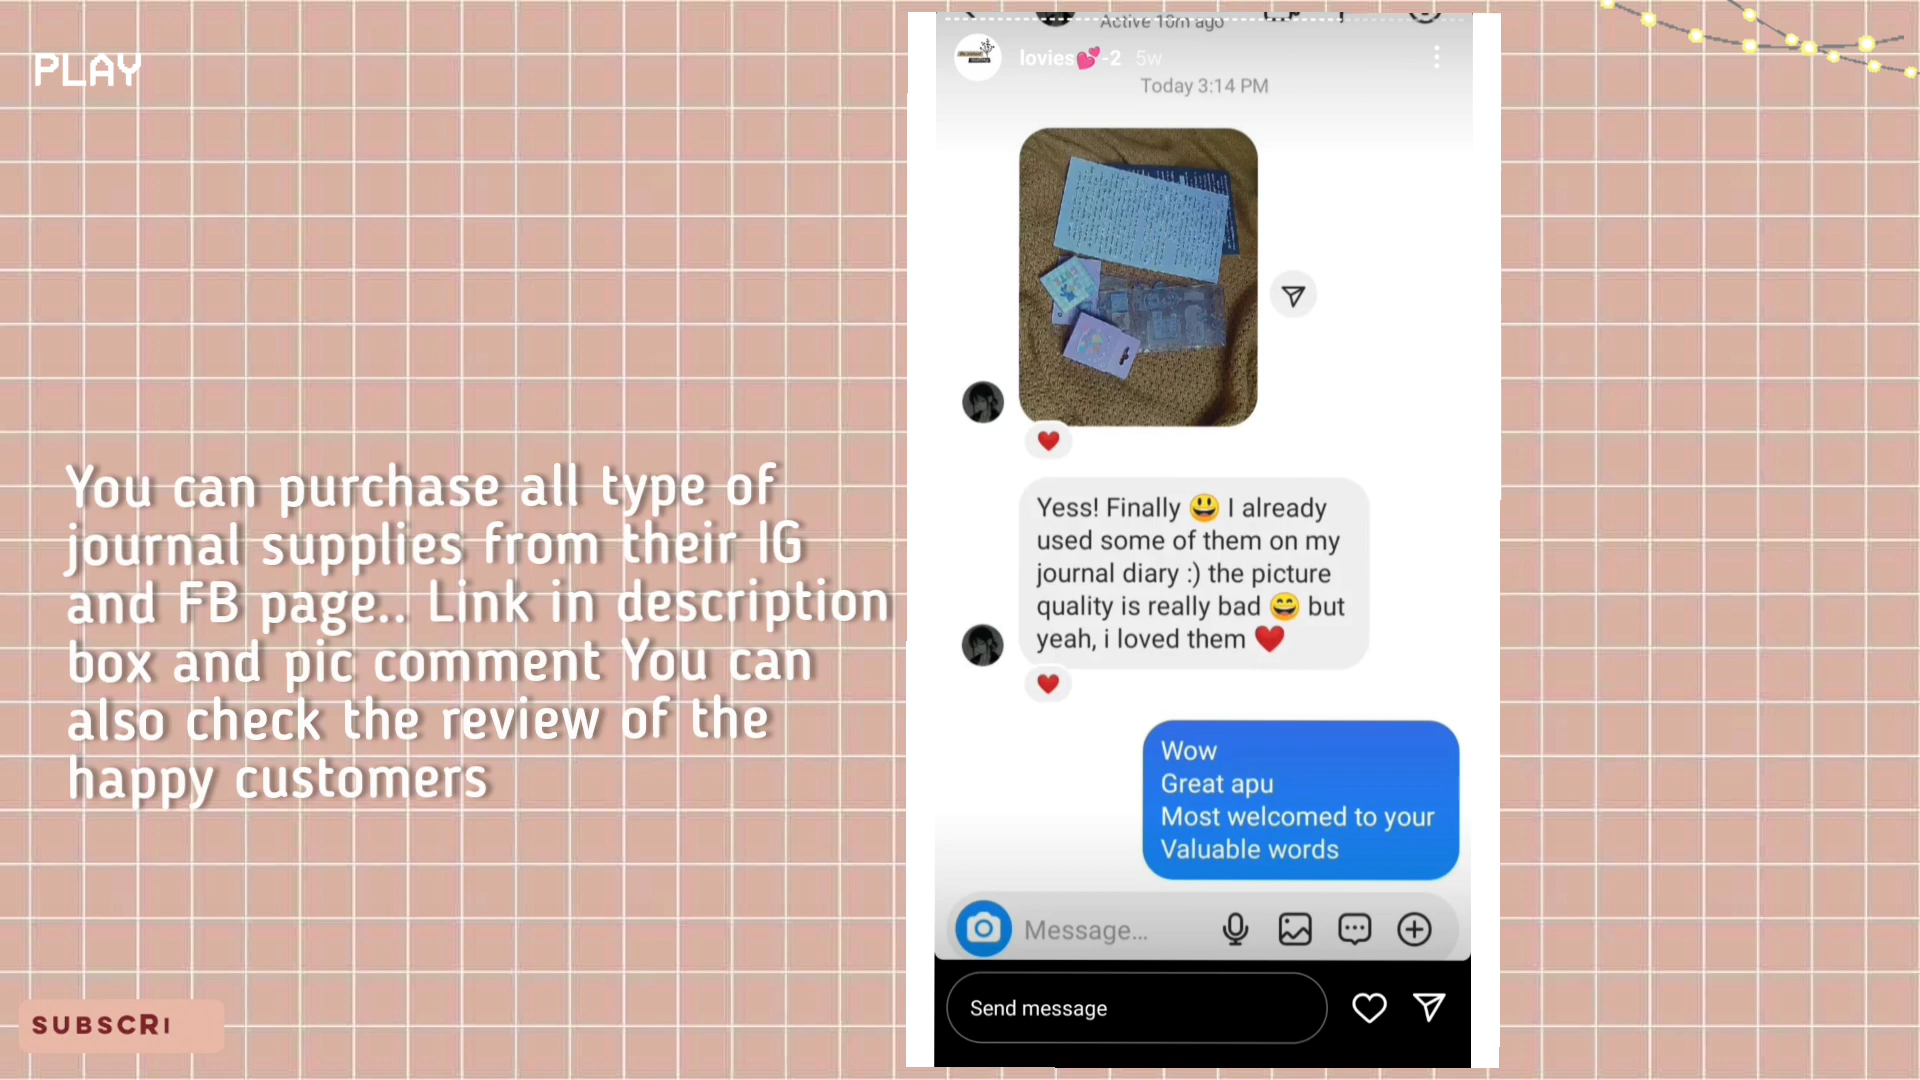 PLAY
You can purchase all type of
journal supplies from their IG
and FB page.. Link in description
box and pic comment You can
also check the review of the
happy customers
SUBSCRI
Active 10m ago
lovies💕-2 5w
Today 3:14 PM
Yess! Finally 😃 I already
used some of them on my
journal diary :) the picture
quality is really bad 😄 but
yeah, i loved them ❤️
Wow
Great apu
Most welcomed to your
Valuable words
Message...
Send message